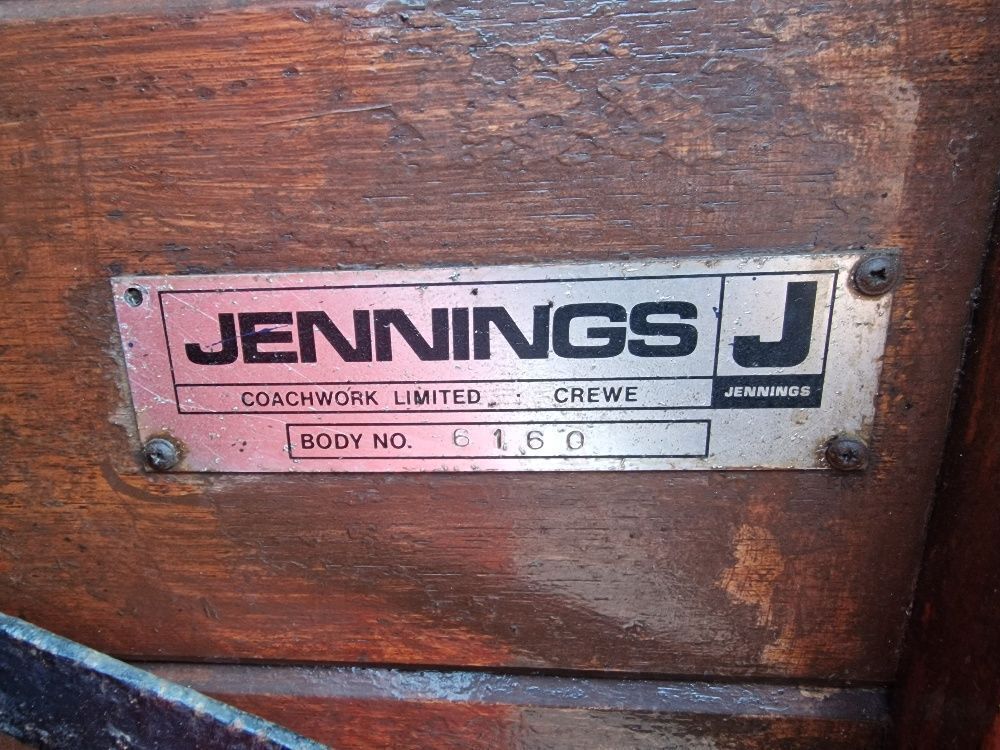 JENNINGS
J
COACHWORK LIMITED · CREWE
JENNINGS
BODY NO. 6160